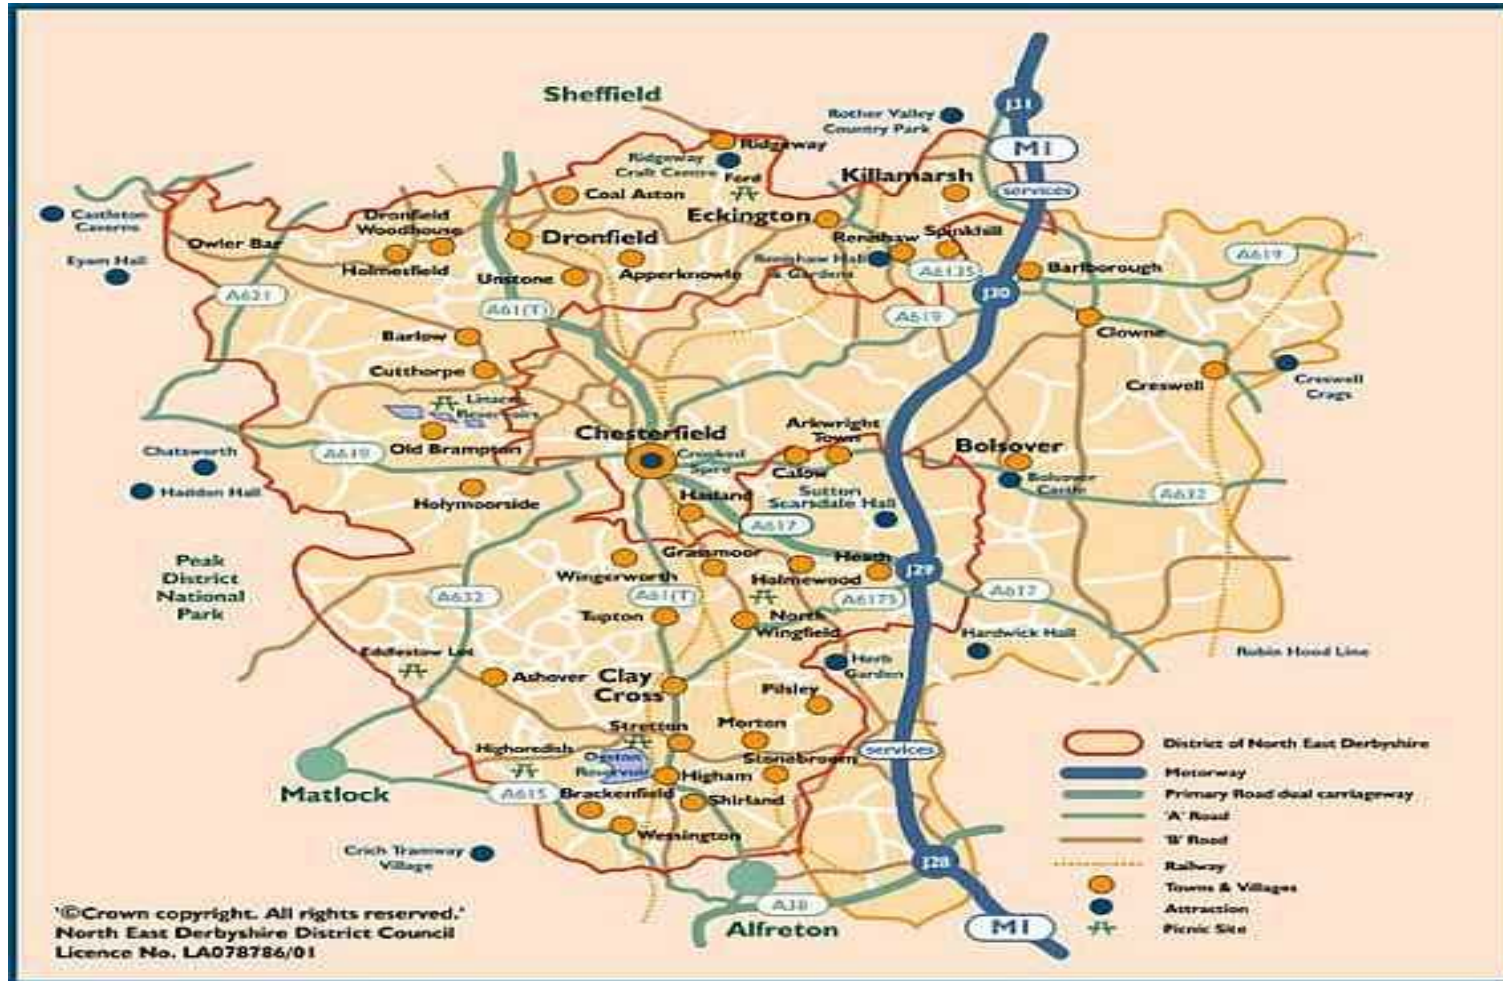 Sheffield
Rother Valley
Country Park
J31
M1
Ridgeway
Ridgeway
Craft Centre
Ford
Killamarsh
services
Coal Aston
Eckington
Castleton
Caverns
Dronfield
Woodhouse
Owler Bar
Dronfield
Renishaw
Spinkhill
Eyam Hall
Holmesfield
Unstone
Apperknowle
Renishaw Hall
& Gardens
A6135
Barlborough
A619
A621
A61(T)
J30
A619
Barlow
Clowne
Cutthorpe
Creswell
Creswell
Crags
Linacre
Reservoirs
Chesterfield
Arkwright
Town
Bolsover
Chatsworth
A619
Old Brampton
Crooked
Spire
Calow
Bolsover
Castle
Haddon Hall
Holymoorside
Hasland
Sutton
Scarsdale Hall
A632
A617
Peak
District
National
Park
Grassmoor
Heath
J29
Wingerworth
Holmewood
A632
A61(T)
A6175
A617
Tupton
North
Wingfield
Hardwick Hall
Robin Hood Line
Herb
Garden
Ashover
Clay
Cross
Pilsley
Stretton
Morton
Highoredish
Ogston
Reservoir
Stonebroom
services
Higham
Matlock
A615
Brackenfield
Shirland
Wessington
Crich Tramway
Village
J28
A38
Alfreton
M1
District of North East Derbyshire
Motorway
Primary Road dual carriageway
'A' Road
'B' Road
Railway
Towns & Villages
Attraction
Picnic Site
'©Crown copyright. All rights reserved.'
North East Derbyshire District Council
Licence No. LA078786/01